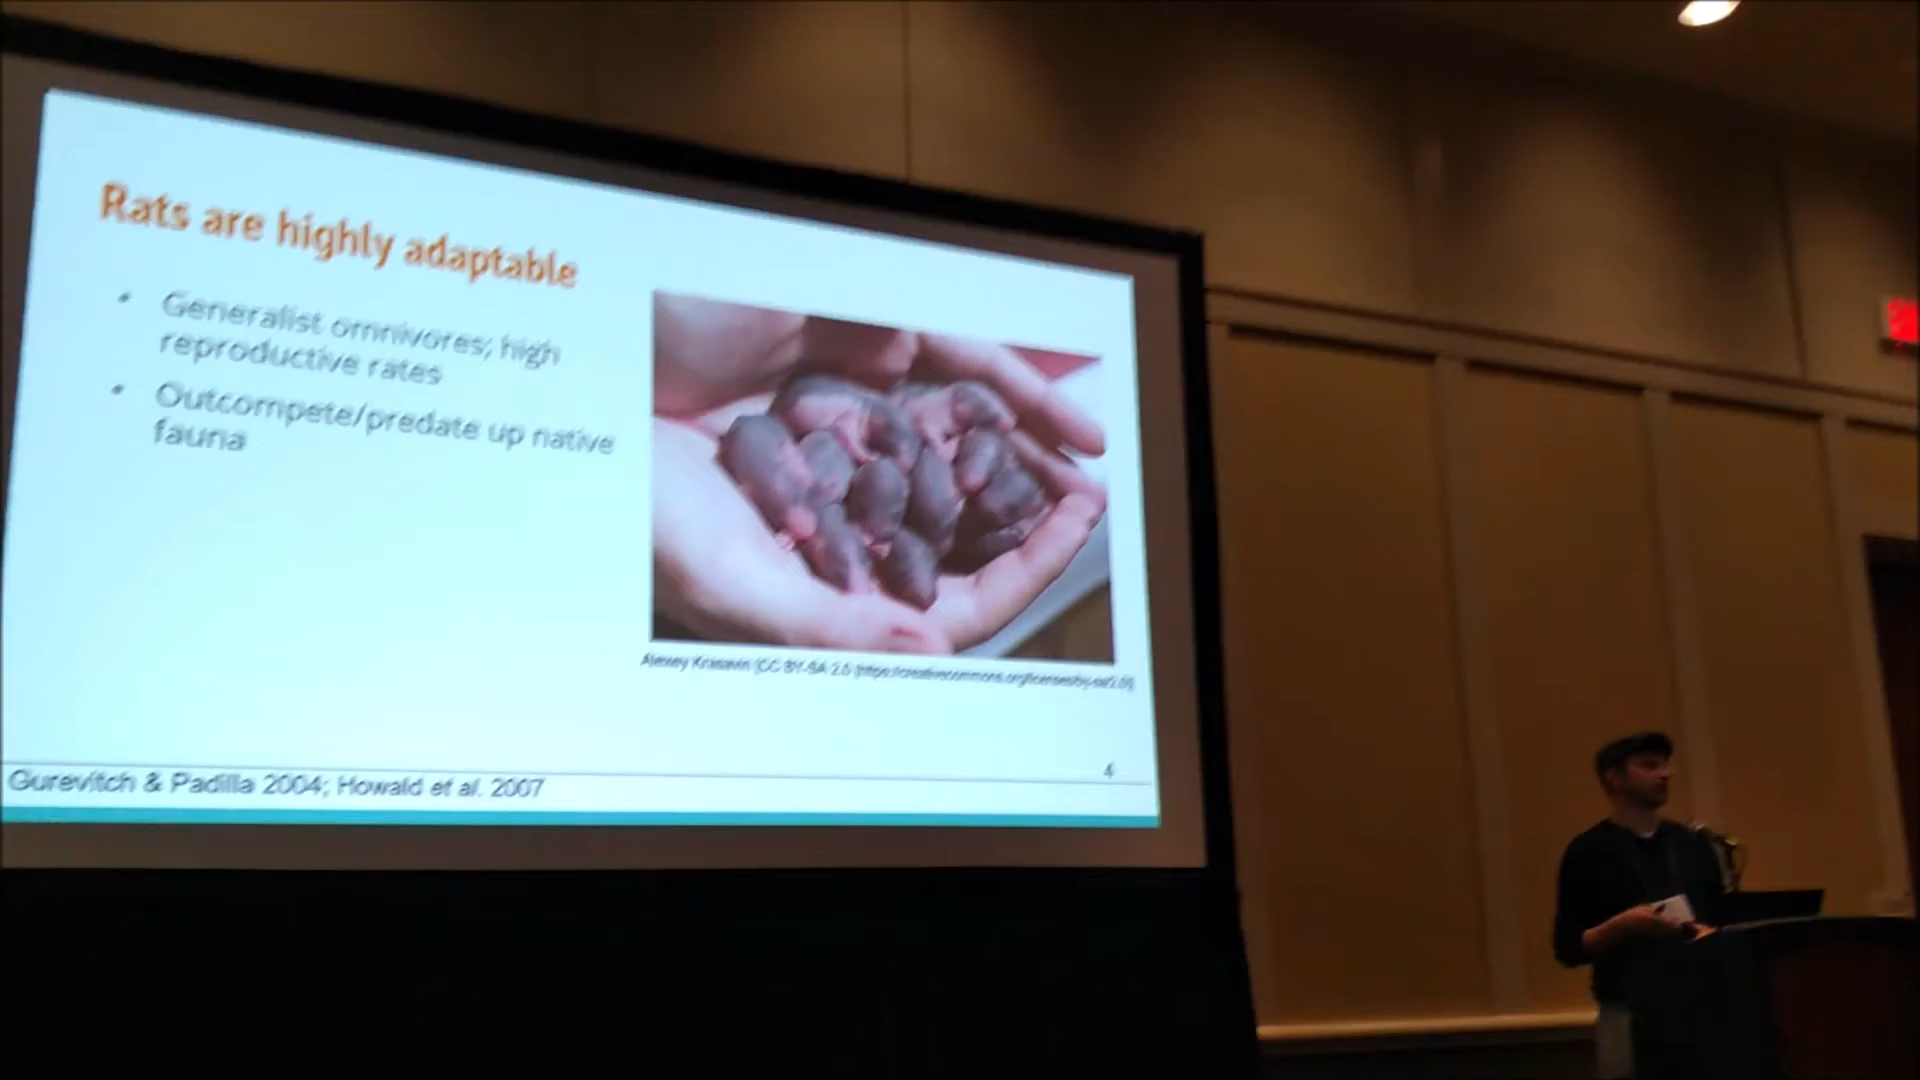 Rats are highly adaptable
• Generalist omnivores; high
reproductive rates
• Outcompete/predate up native
fauna
Alexey Krasavin [CC BY-SA 2.0 (https://creativecommons.org/licenses/by-sa/2.0)]
4
Gurevitch & Padilla 2004; Howald et al. 2007